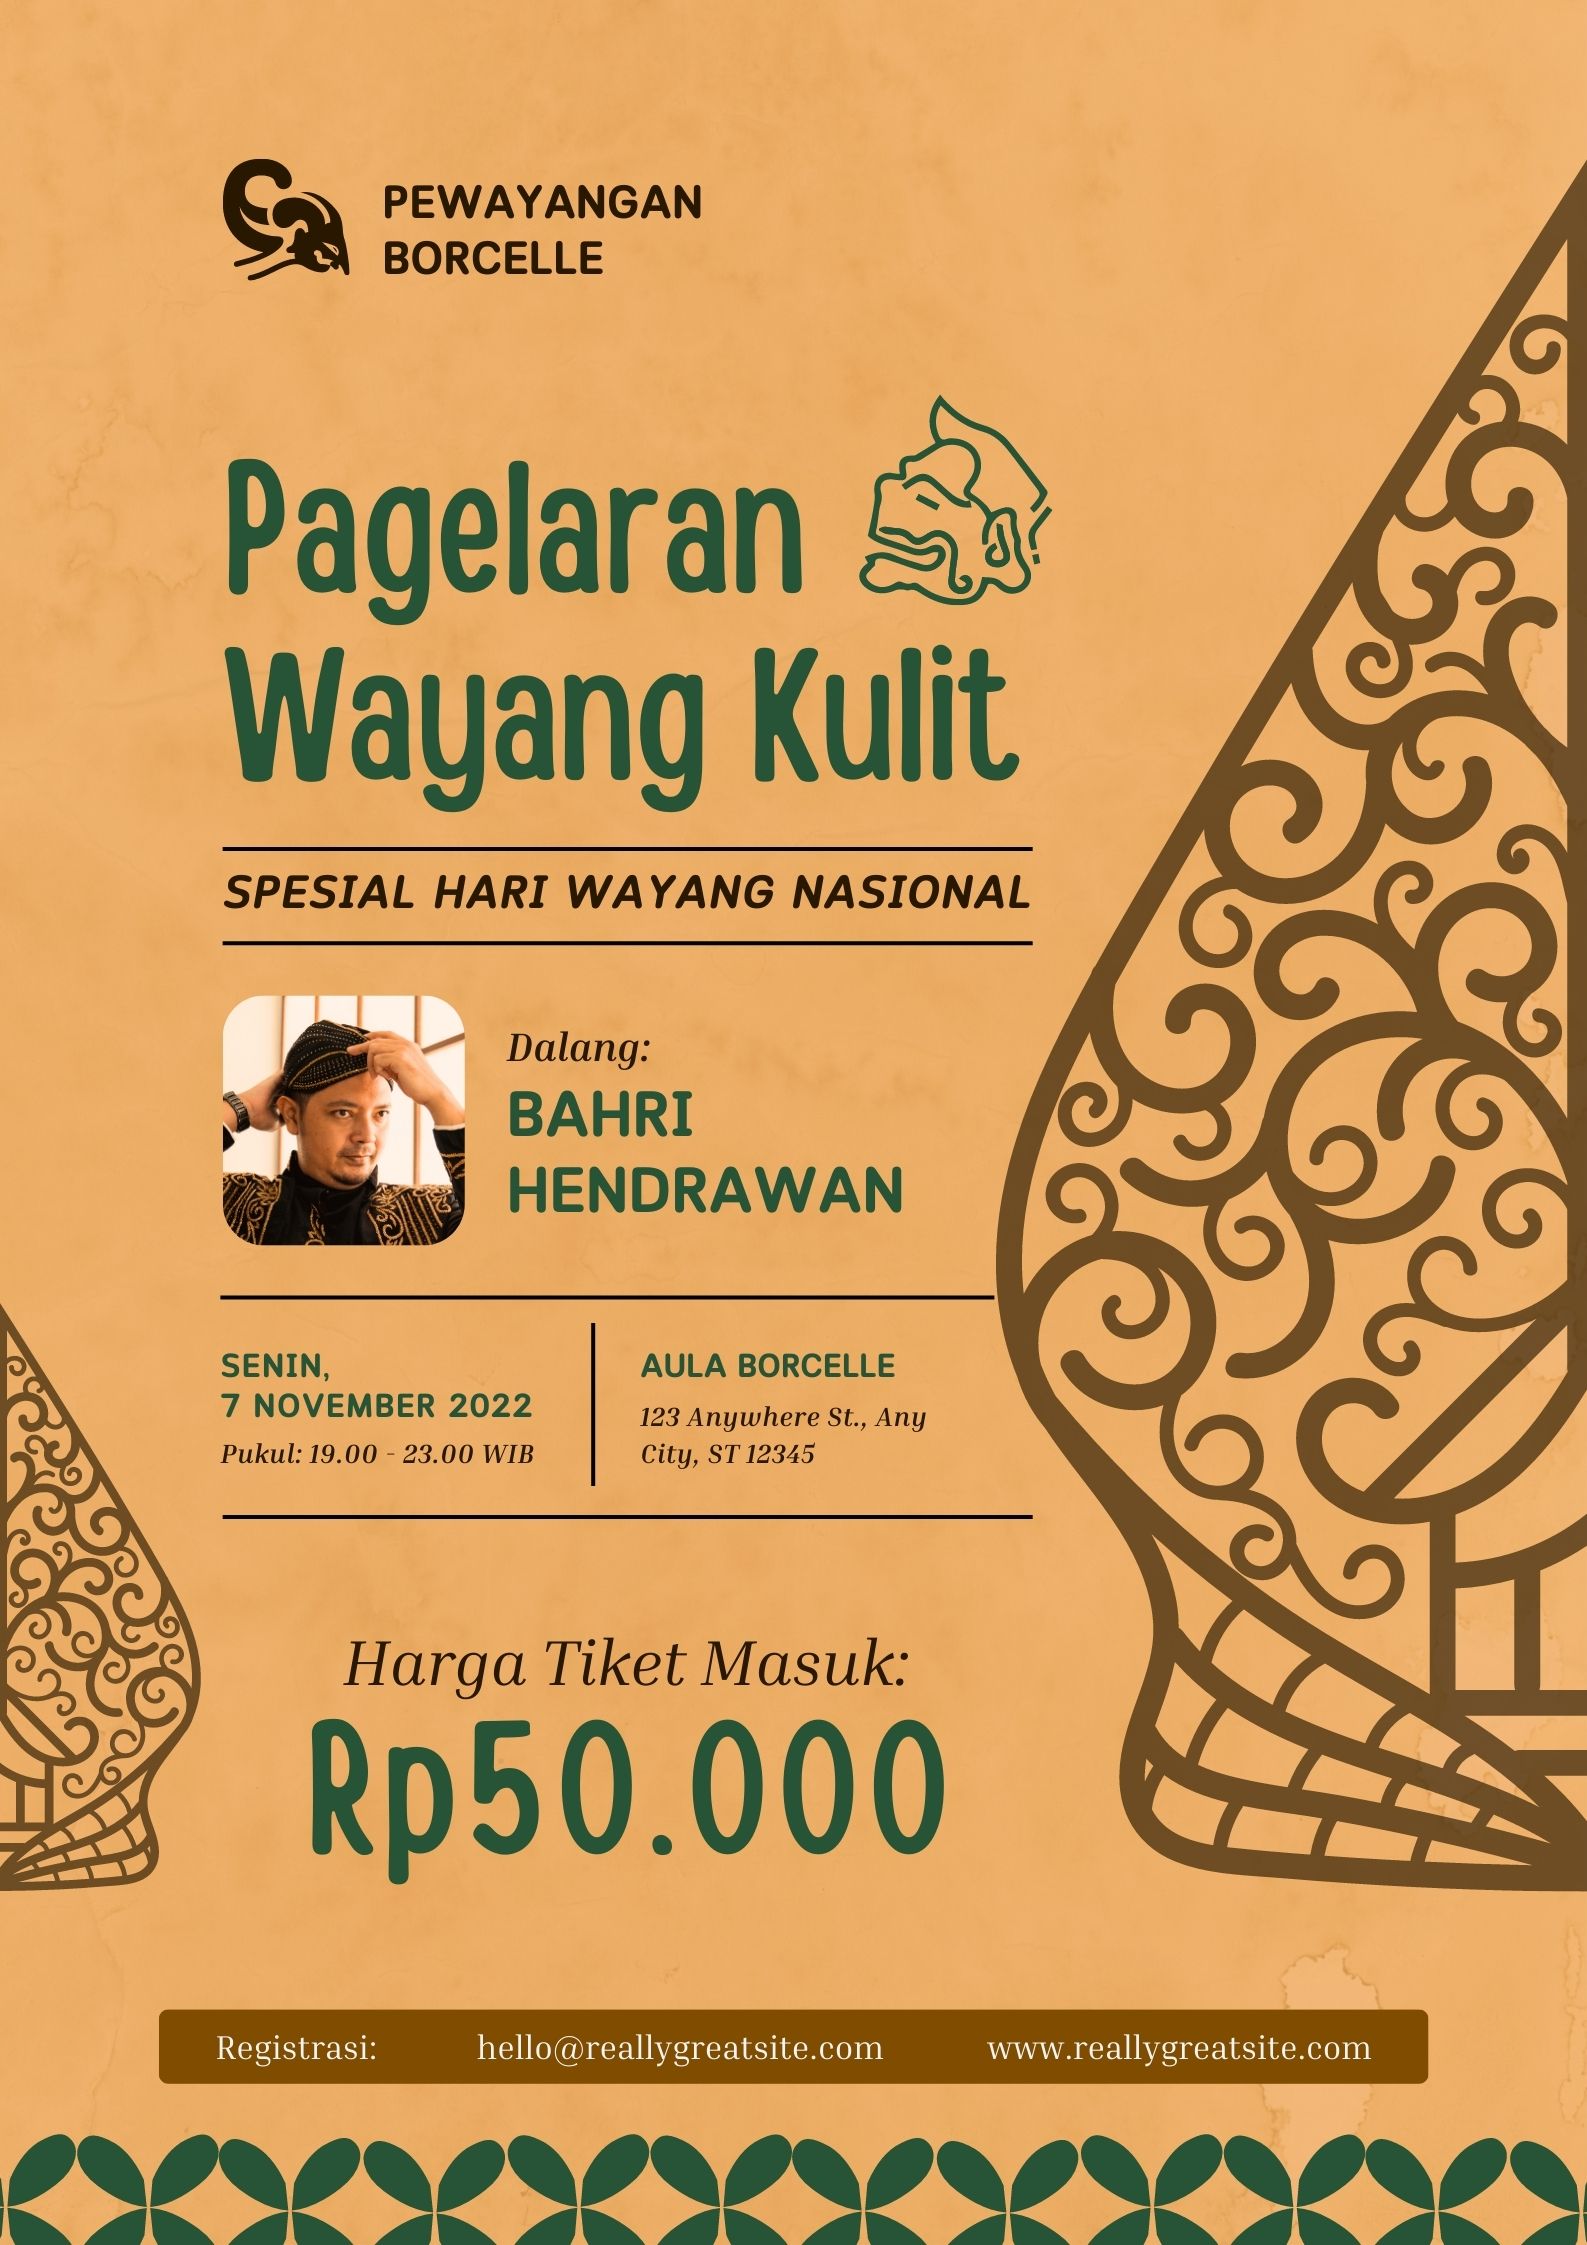 PEWAYANGAN
BORCELLE
Pagelaran
Wayang Kulit
SPESIAL HARI WAYANG NASIONAL
Dalang:
BAHRI
HENDRAWAN
SENIN,
7 NOVEMBER 2022
Pukul: 19.00 - 23.00 WIB
AULA BORCELLE
123 Anywhere St., Any
City, ST 12345
Harga Tiket Masuk:
Rp50.000
Registrasi: hello@reallygreatsite.com www.reallygreatsite.com